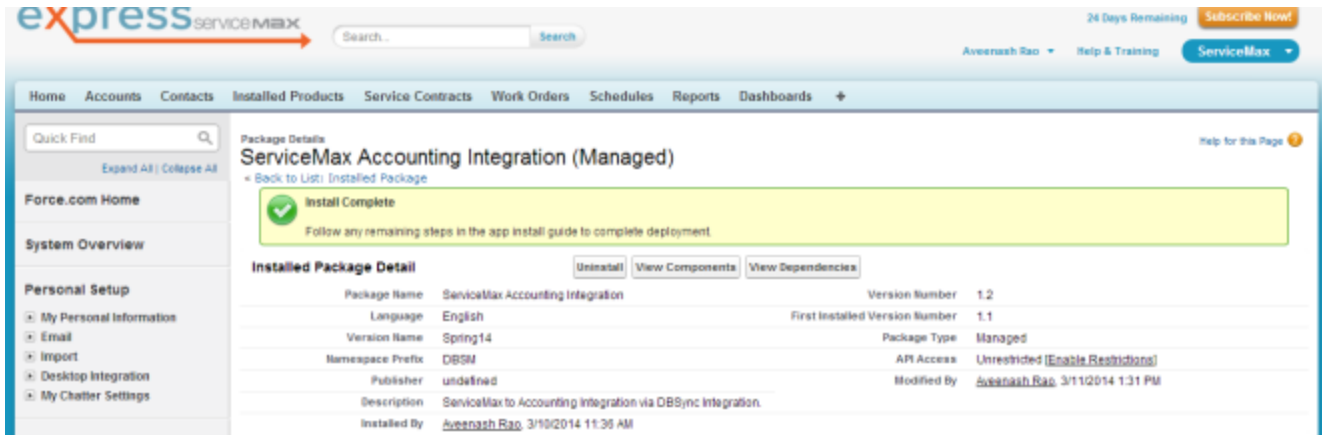 express SERVICEMAX
24 Days Remaining Subscribe Now!
Search... Search
Aveenash Rao Help & Training ServiceMax
Home Accounts Contacts Installed Products Service Contracts Work Orders Schedules Reports Dashboards +
Quick Find
Expand All | Collapse All
Force.com Home
System Overview
Personal Setup
My Personal Information
Email
Import
Desktop Integration
My Chatter Settings
Package Details
Help for this Page ?
ServiceMax Accounting Integration (Managed)
« Back to List: Installed Package
Install Complete
Follow any remaining steps in the app install guide to complete deployment.
Installed Package Detail Uninstall View Components View Dependencies
Package Name ServiceMax Accounting Integration Version Number 1.2
Language English First Installed Version Number 1.1
Version Name Spring14 Package Type Managed
Namespace Prefix DBSM API Access Unrestricted [Enable Restrictions]
Publisher undefined Modified By Aveenash Rao, 3/11/2014 1:31 PM
Description ServiceMax to Accounting Integration via DBSync Integration.
Installed By Aveenash Rao, 3/10/2014 11:36 AM